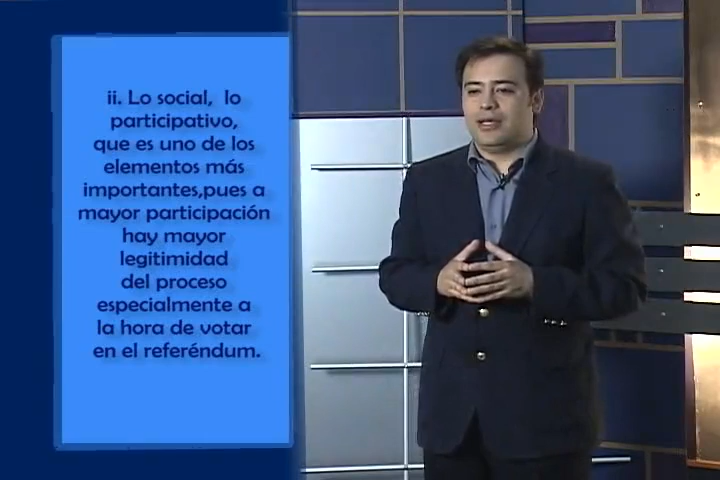 ii. Lo social,  lo
participativo,
que es uno de los
elementos más
importantes,pues a
mayor participación
hay mayor
legitimidad
del proceso
especialmente a
la hora de votar
en el referéndum.